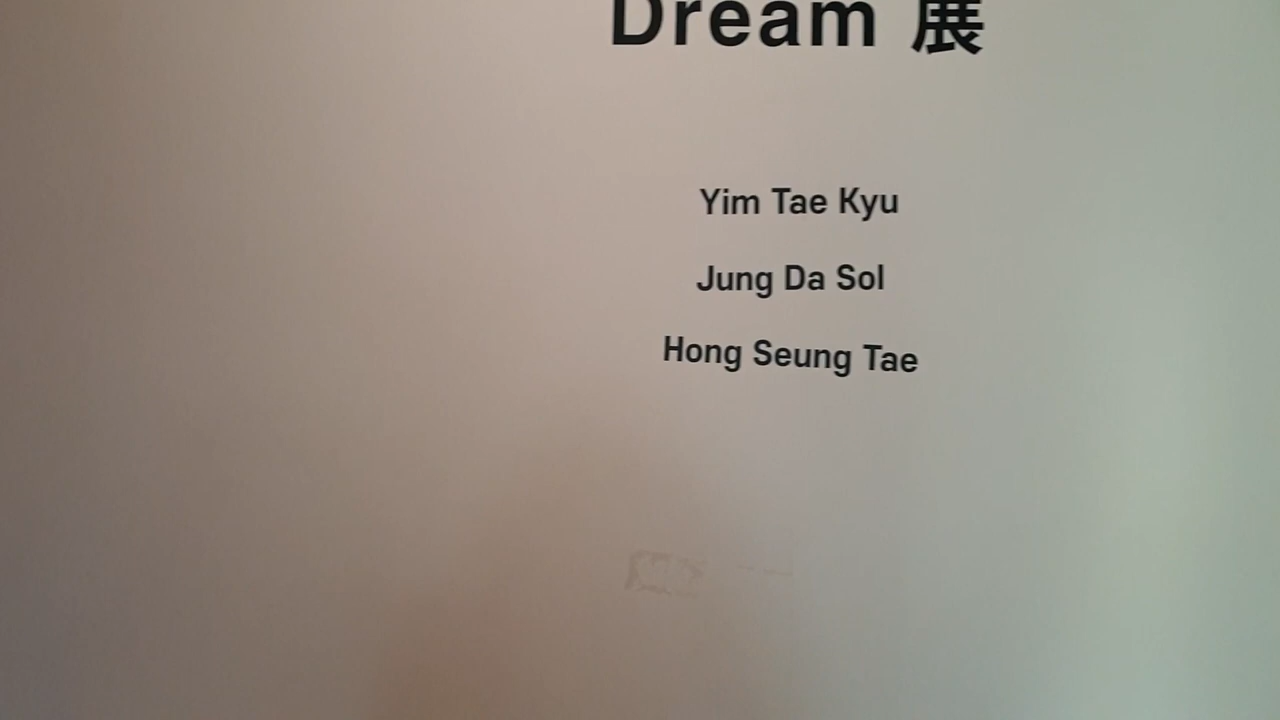 Dream 展
Yim Tae Kyu
Jung Da Sol
Hong Seung Tae